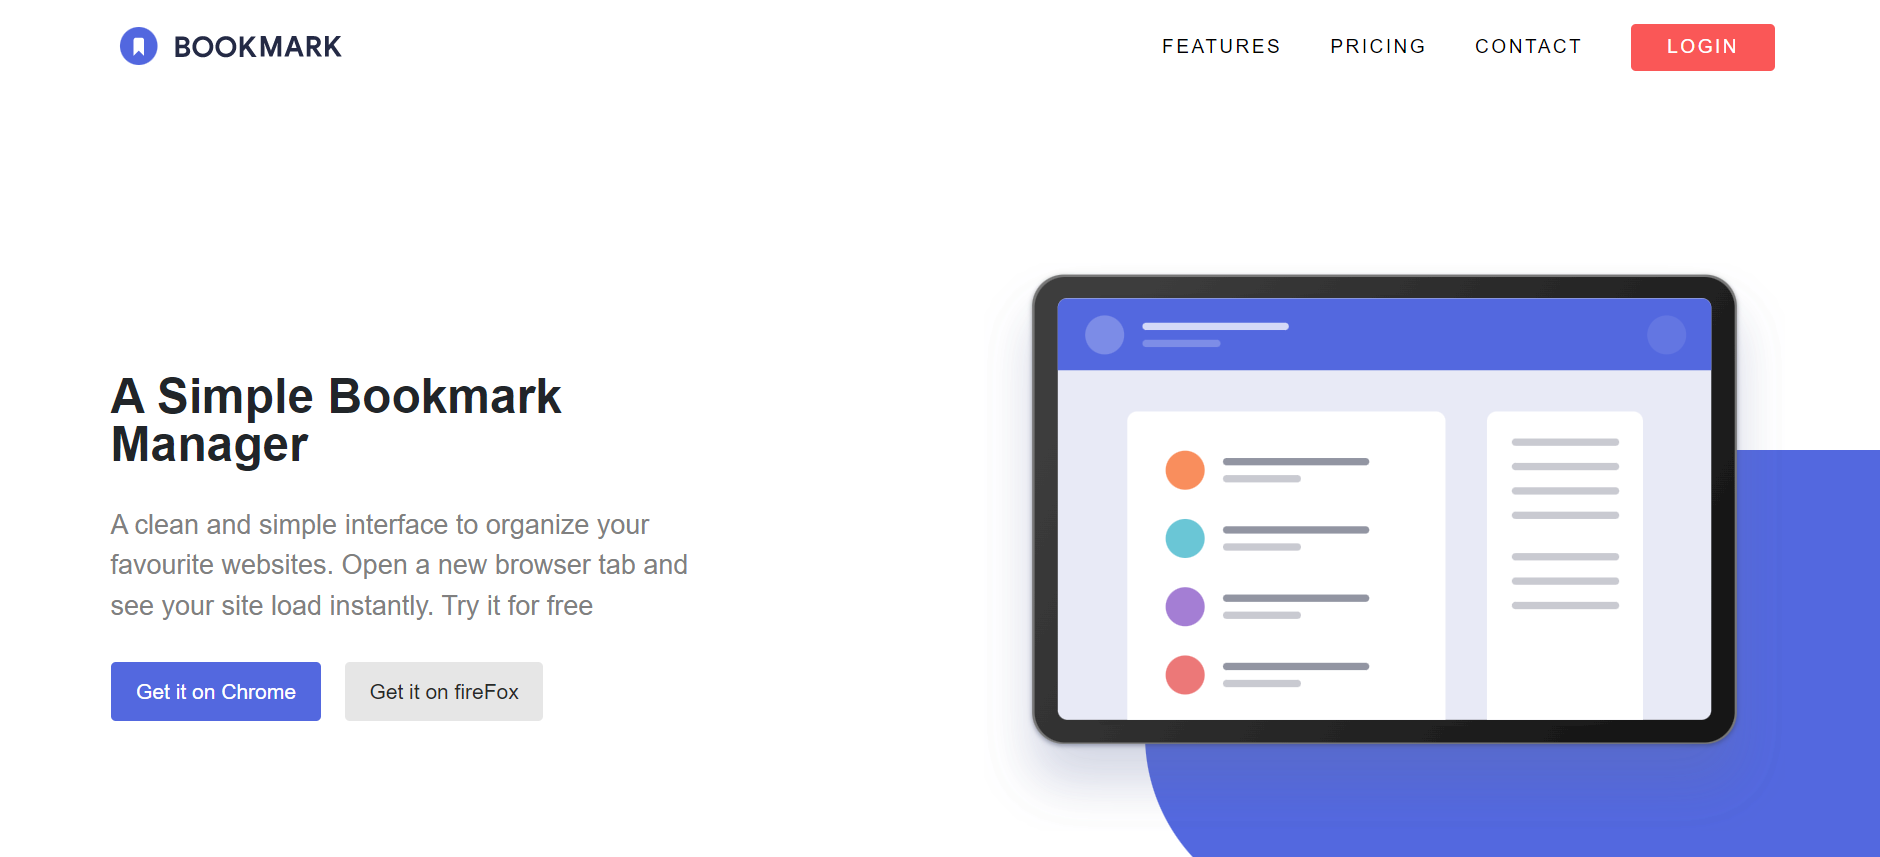 BOOKMARK
FEATURES
PRICING
CONTACT
LOGIN
A Simple Bookmark
Manager
A clean and simple interface to organize your
favourite websites. Open a new browser tab and
see your site load instantly. Try it for free
Get it on Chrome
Get it on fireFox